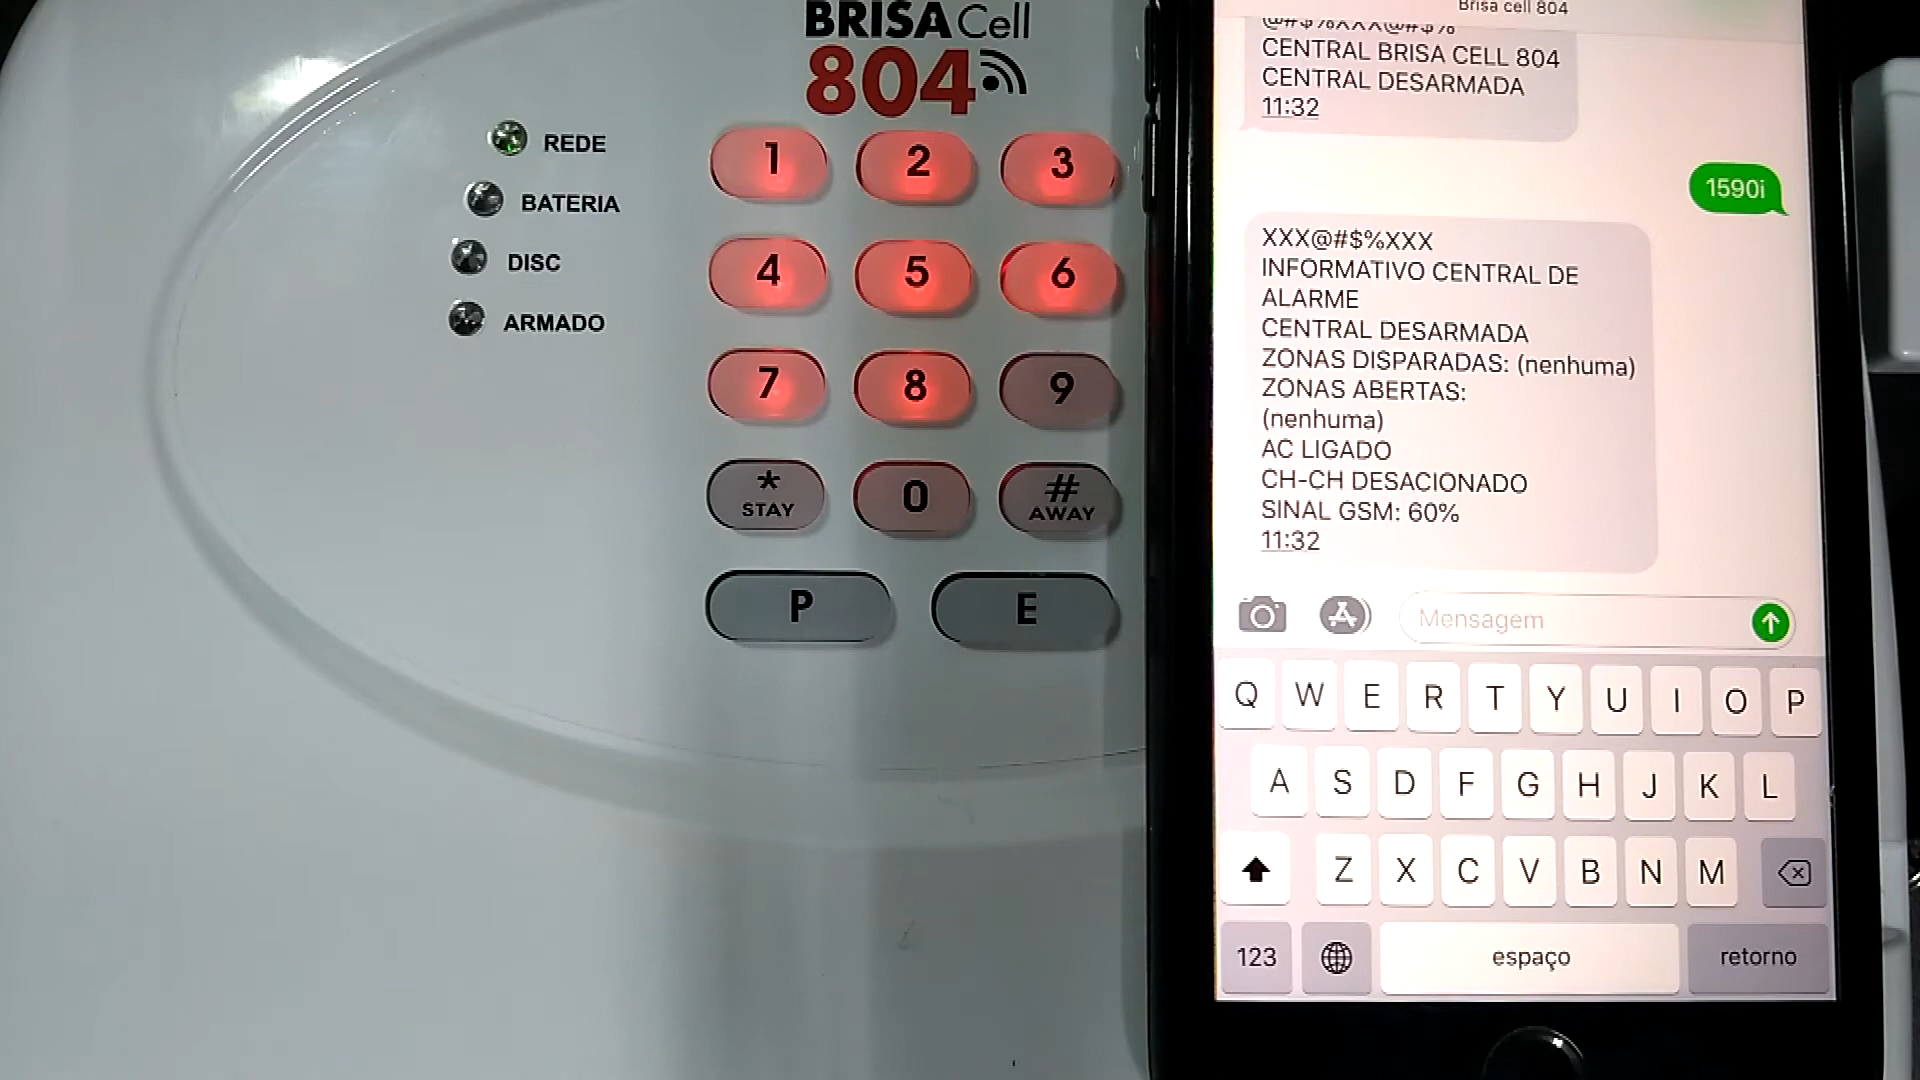 BRISA Cell
804
REDE
BATERIA
DISC
ARMADO
1 2 3
4 5 6
7 8 9
* 0 #
STAY AWAY
P E
Brisa cell 804
@#$%XXX@#$%
CENTRAL BRISA CELL 804
CENTRAL DESARMADA
11:32
1590i
XXX@#$%XXX
INFORMATIVO CENTRAL DE
ALARME
CENTRAL DESARMADA
ZONAS DISPARADAS: (nenhuma)
ZONAS ABERTAS:
(nenhuma)
AC LIGADO
CH-CH DESACIONADO
SINAL GSM: 60%
11:32
Mensagem
Q W E R T Y U I O P
A S D F G H J K L
Z X C V B N M
123 espaço retorno